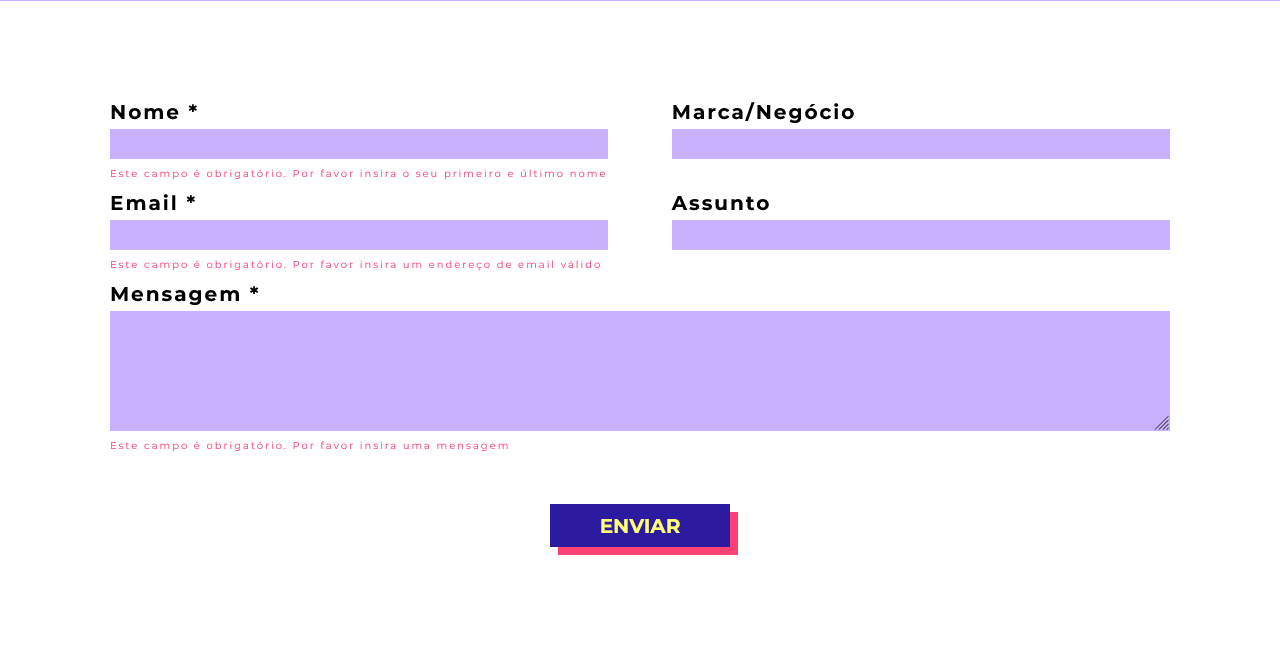 Nome *
Marca/Negócio
Este campo é obrigatório. Por favor insira o seu primeiro e último nome
Email *
Assunto
Este campo é obrigatório. Por favor insira um endereço de email válido
Mensagem *
Este campo é obrigatório. Por favor insira uma mensagem
ENVIAR